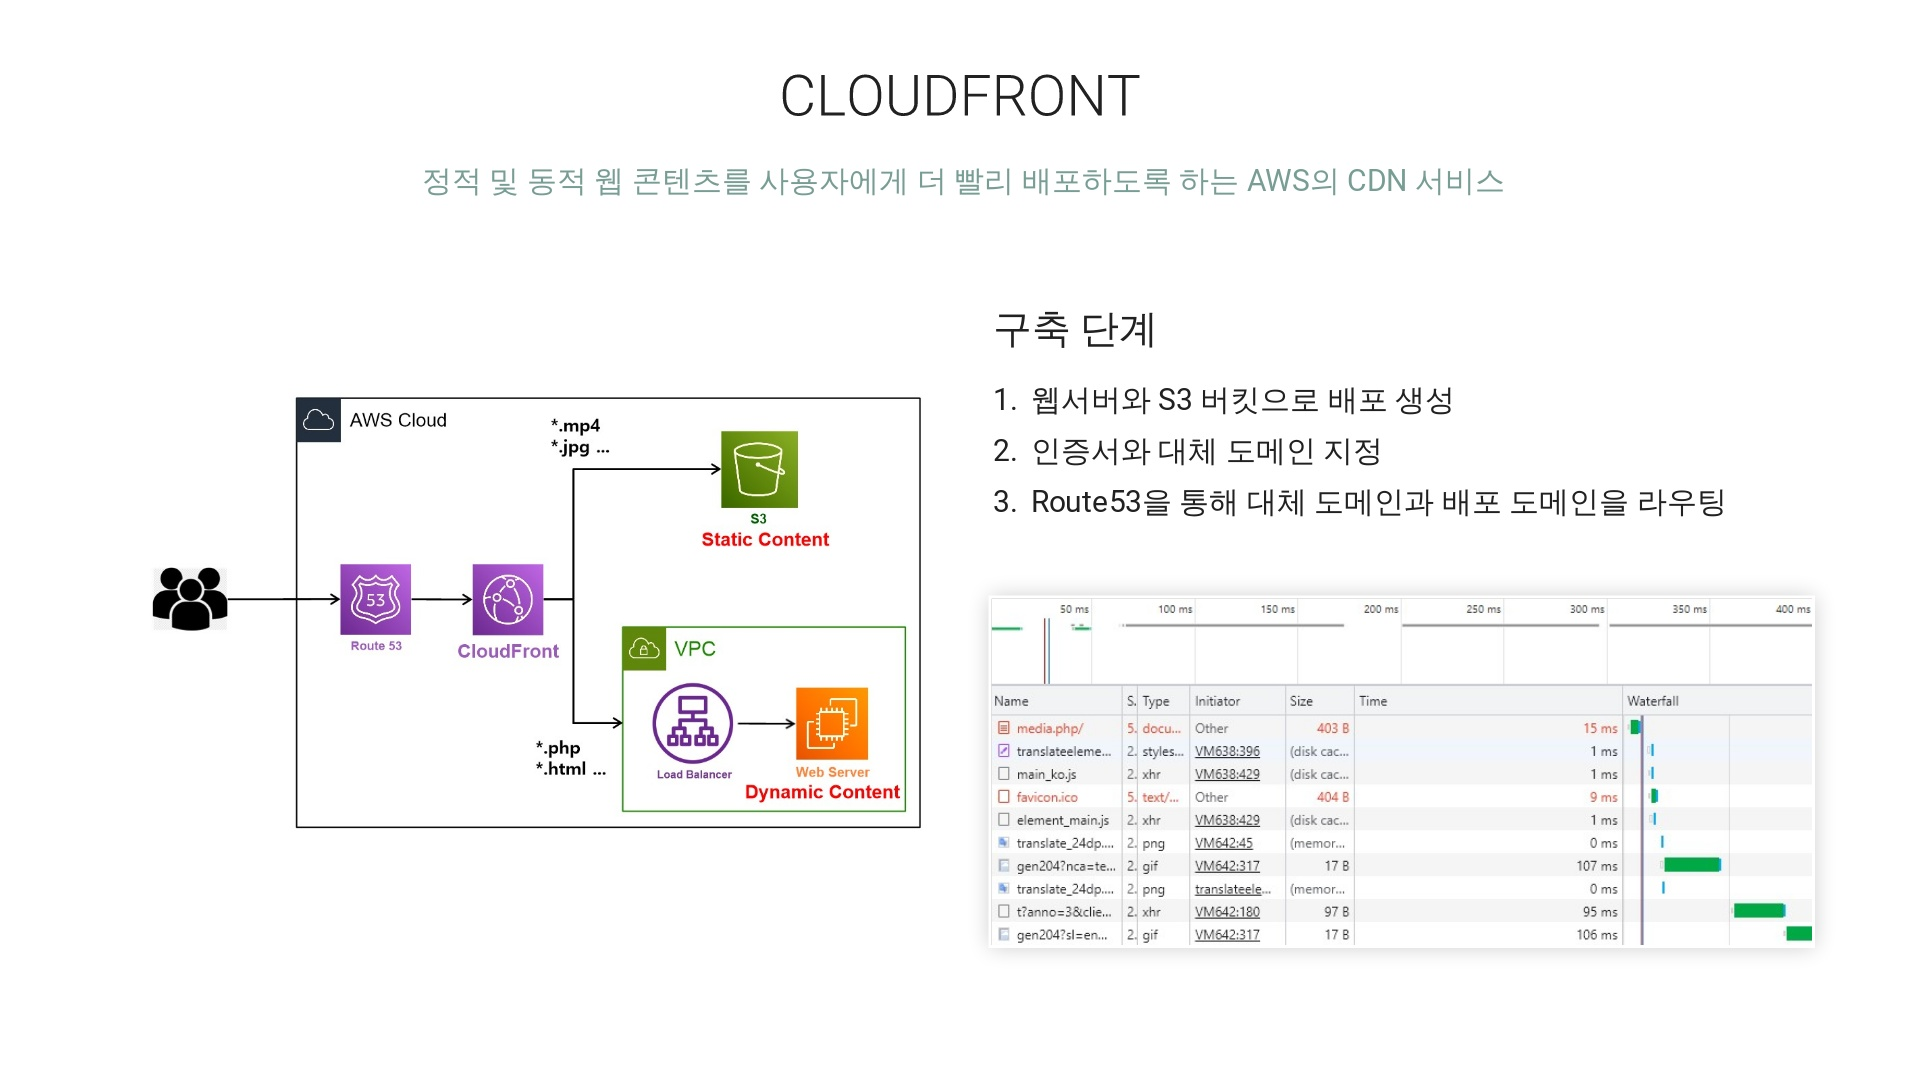 CLOUDFRONT
정적 및 동적 웹 콘텐츠를 사용자에게 더 빨리 배포하도록 하는 AWS의 CDN 서비스
AWS Cloud
*.mp4
*.jpg ...
S3
Static Content
53
Route 53
CloudFront
VPC
*.php
*.html ...
Load Balancer
Web Server
Dynamic Content
구축 단계
1. 웹서버와 S3 버킷으로 배포 생성
2. 인증서와 대체 도메인 지정
3. Route53을 통해 대체 도메인과 배포 도메인을 라우팅
50 ms 100 ms 150 ms 200 ms 250 ms 300 ms 350 ms 400 ms
Name S. Type Initiator Size Time Waterfall
media.php/ 5. docu... Other 403 B 15 ms
translateeleme... 2. styles... VM638:396 (disk cac... 1 ms
main_ko.js 2. xhr VM638:429 (disk cac... 1 ms
favicon.ico 5. text/... Other 404 B 9 ms
element_main.js 2. xhr VM638:429 (disk cac... 1 ms
translate_24dp.... 2. png VM642:45 (memor... 0 ms
gen204?nca=te... 2. gif VM642:317 17 B 107 ms
translate_24dp.... 2. png translateele... (memor... 0 ms
t?anno=3&clie... 2. xhr VM642:180 97 B 95 ms
gen204?sl=en... 2. gif VM642:317 17 B 106 ms